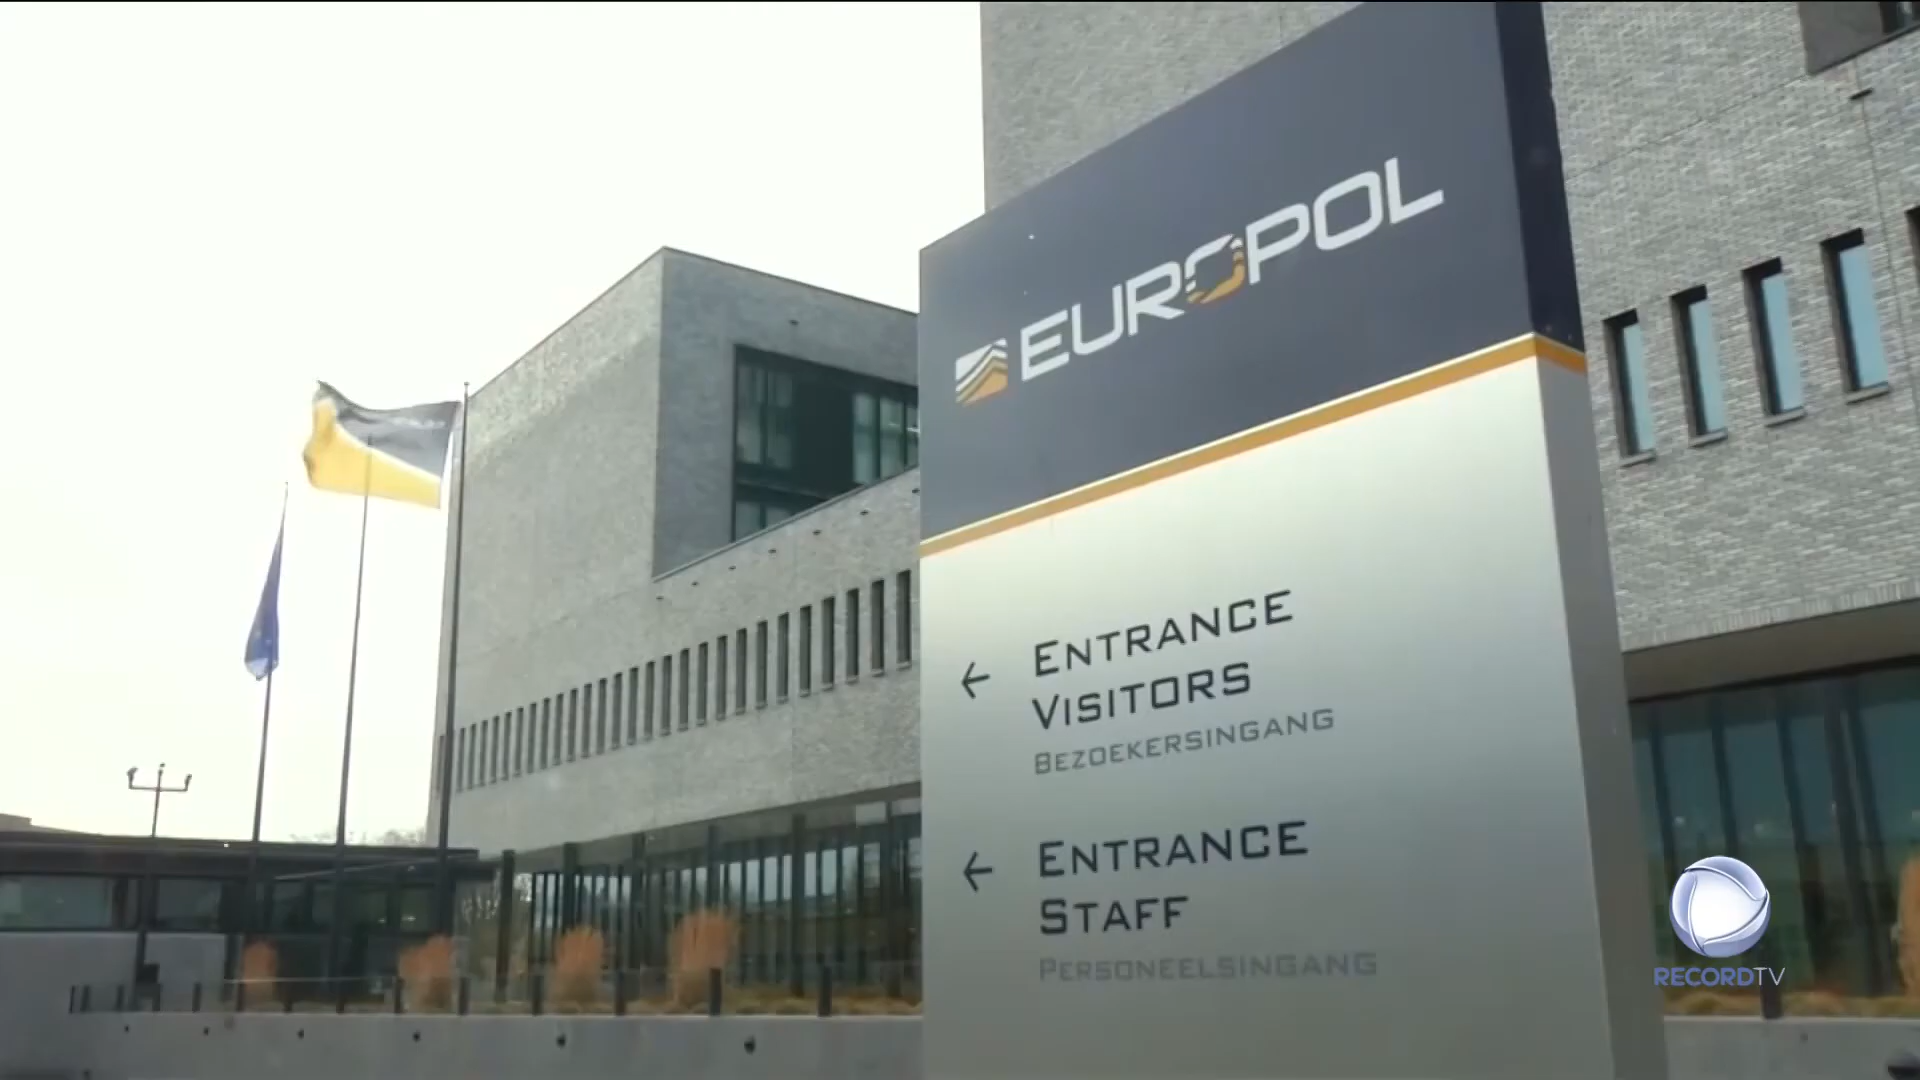 EUROPOL
ENTRANCE
VISITORS
BEZOEKERSINGANG
ENTRANCE
STAFF
PERSONEELSINGANG
RECORDTV